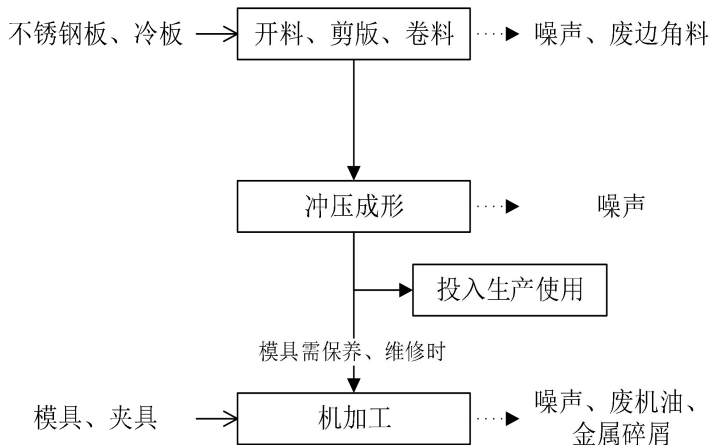 不锈钢板、冷板
开料、剪版、卷料
噪声、废边角料
冲压成形
噪声
投入生产使用
模具需保养、维修时
模具、夹具
机加工
噪声、废机油、
金属碎屑